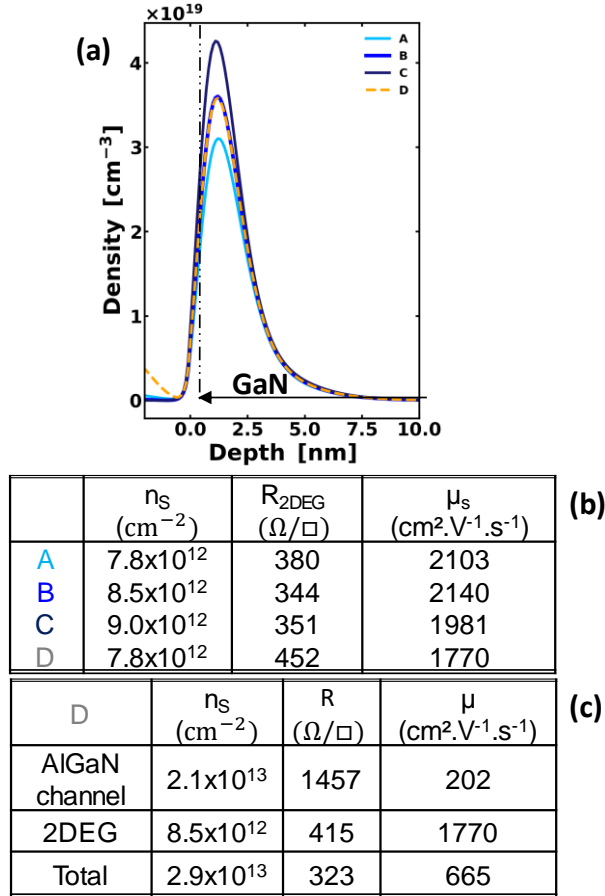 ×10¹⁹
(a)
A
B
C
D
4
3
2
1
0
Density [cm⁻³]
GaN
0.0 2.5 5.0 7.5 10.0
Depth [nm]
(b)
nS R2DEG μs
(cm⁻²) (Ω/□) (cm².V⁻¹.s⁻¹)
A 7.8x10¹² 380 2103
B 8.5x10¹² 344 2140
C 9.0x10¹² 351 1981
D 7.8x10¹² 452 1770
(c)
D nS R μ
(cm⁻²) (Ω/□) (cm².V⁻¹.s⁻¹)
AlGaN
channel 2.1x10¹³ 1457 202
2DEG 8.5x10¹² 415 1770
Total 2.9x10¹³ 323 665